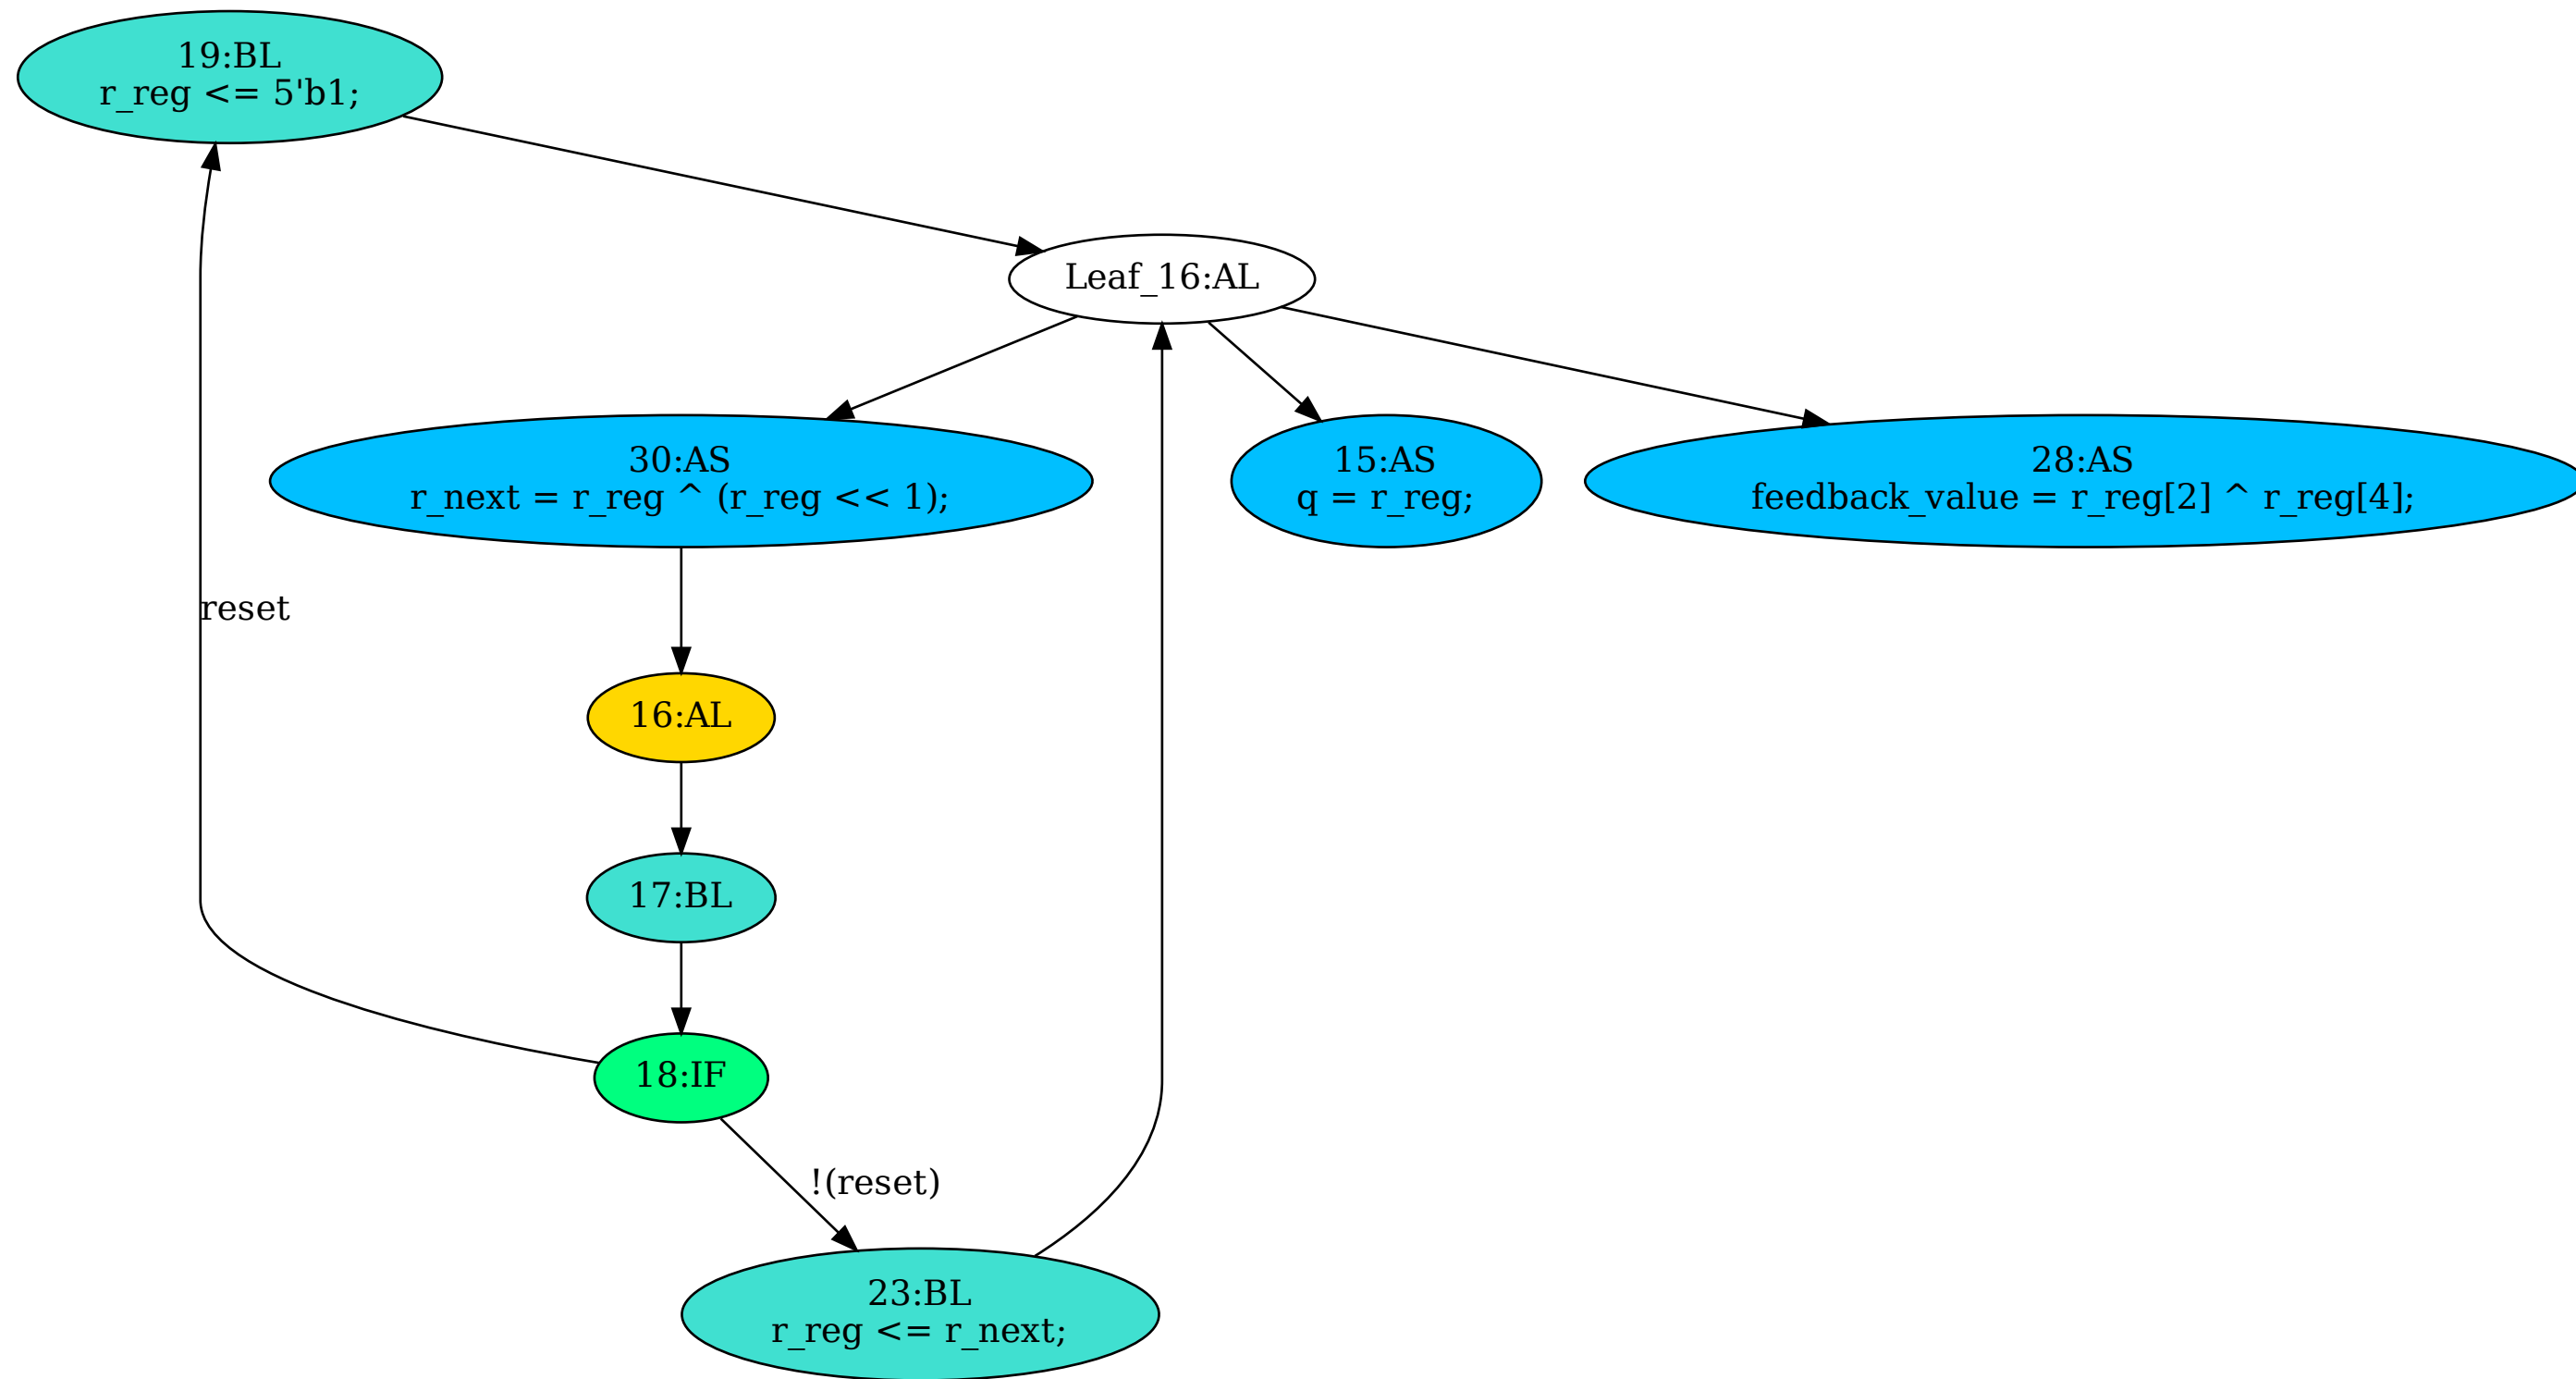 19:BL
r_reg <= 5'b1;
Leaf_16:AL
30:AS
r_next = r_reg ^ (r_reg << 1);
15:AS
q = r_reg;
28:AS
feedback_value = r_reg[2] ^ r_reg[4];
reset
16:AL
17:BL
18:IF
!(reset)
23:BL
r_reg <= r_next;